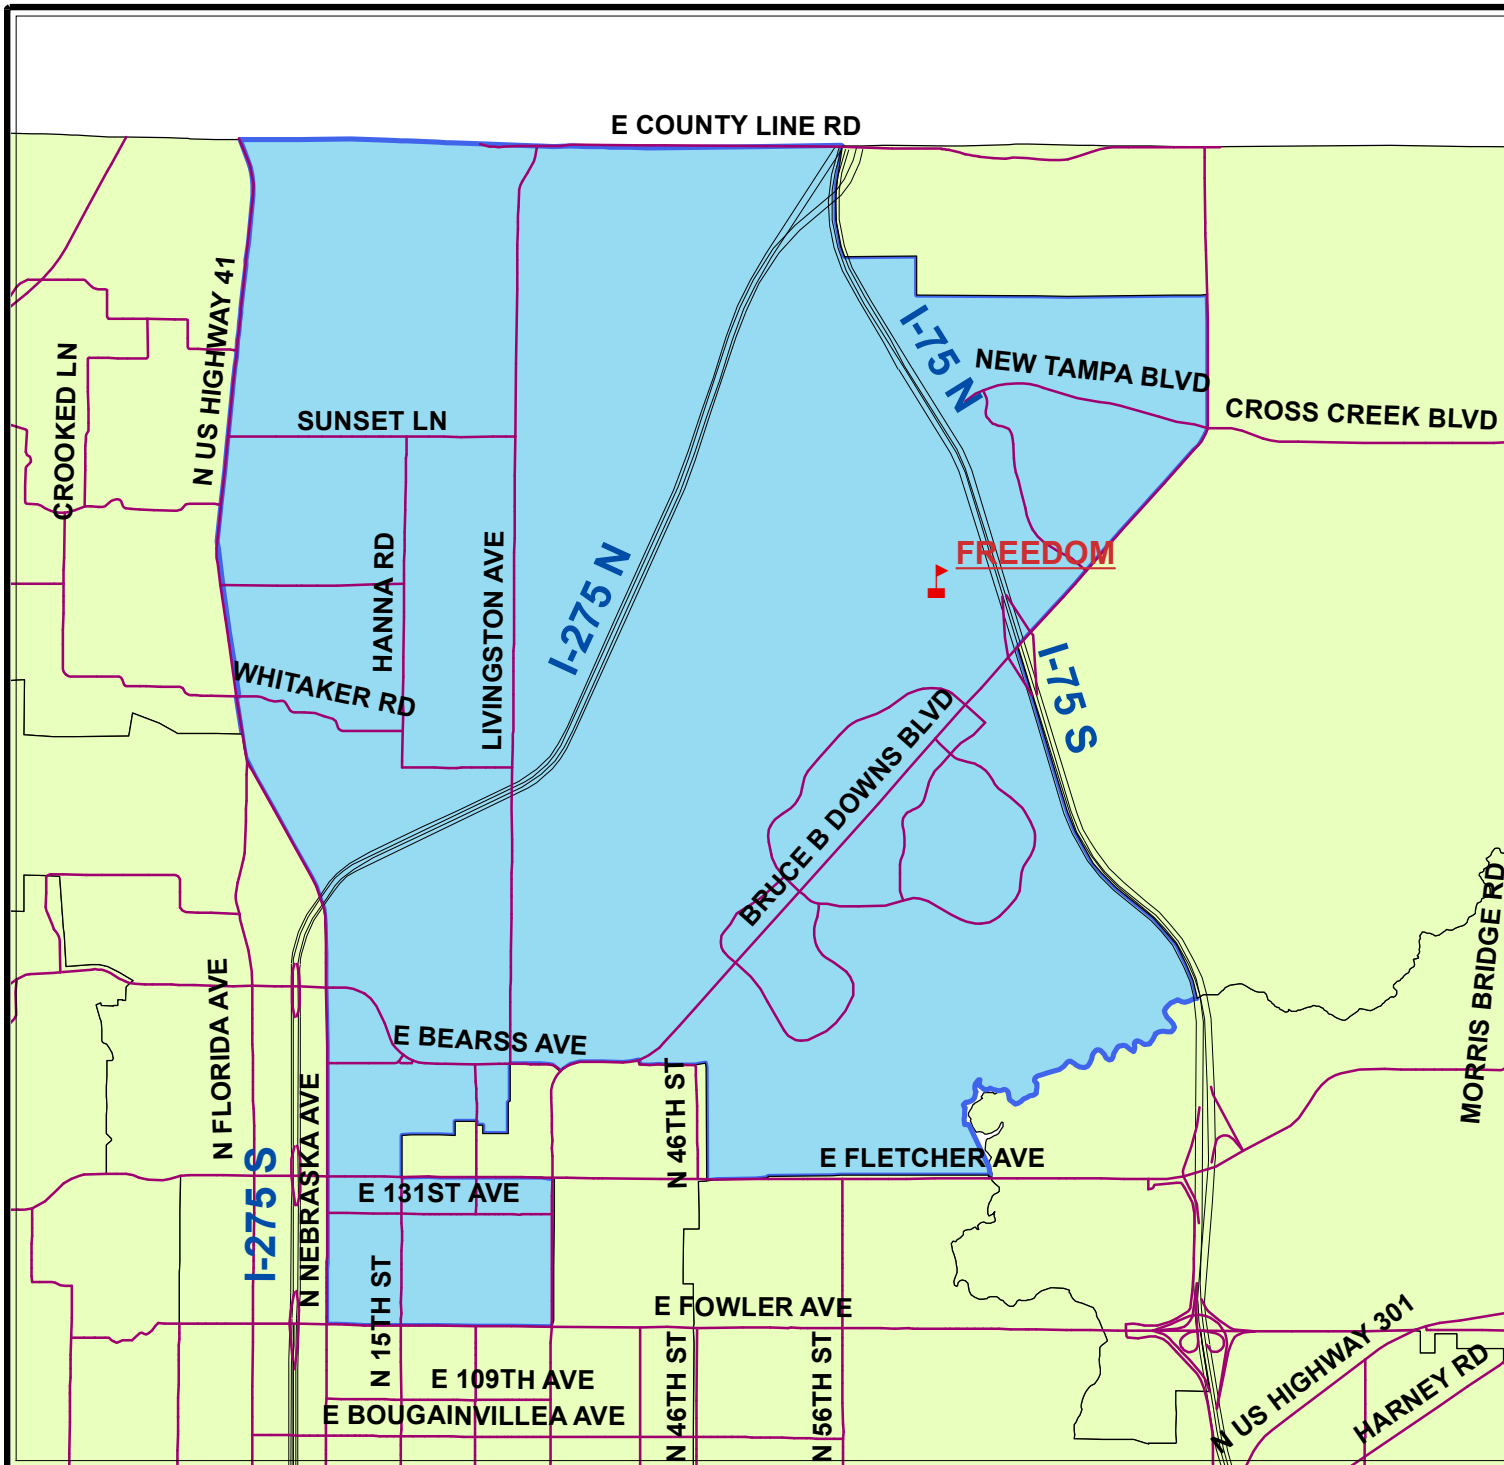 E COUNTY LINE RD
N US HIGHWAY 41
I-75 N
CROOKED LN
NEW TAMPA BLVD
CROSS CREEK BLVD
SUNSET LN
HANNA RD
LIVINGSTON AVE
I-275 N
FREEDOM
WHITAKER RD
I-75 S
BRUCE B DOWNS BLVD
MORRIS BRIDGE RD
N FLORIDA AVE
E BEARSS AVE
N NEBRASKA AVE
N 46TH ST
I-275 S
E FLETCHER AVE
E 131ST AVE
N 15TH ST
E FOWLER AVE
N US HIGHWAY 301
N 46TH ST
N 56TH ST
HARNEY RD
E 109TH AVE
E BOUGAINVILLEA AVE